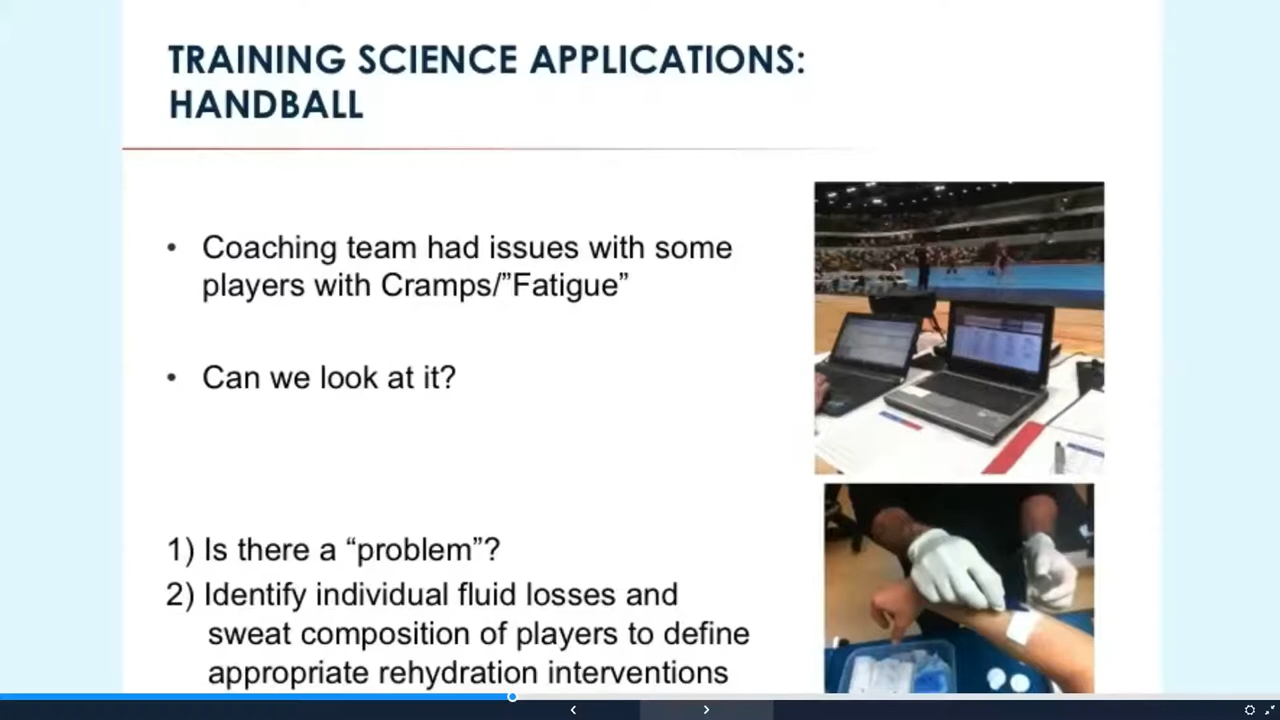 TRAINING SCIENCE APPLICATIONS:
HANDBALL
• Coaching team had issues with some
players with Cramps/”Fatigue”
• Can we look at it?
1) Is there a “problem”?
2) Identify individual fluid losses and
sweat composition of players to define
appropriate rehydration interventions